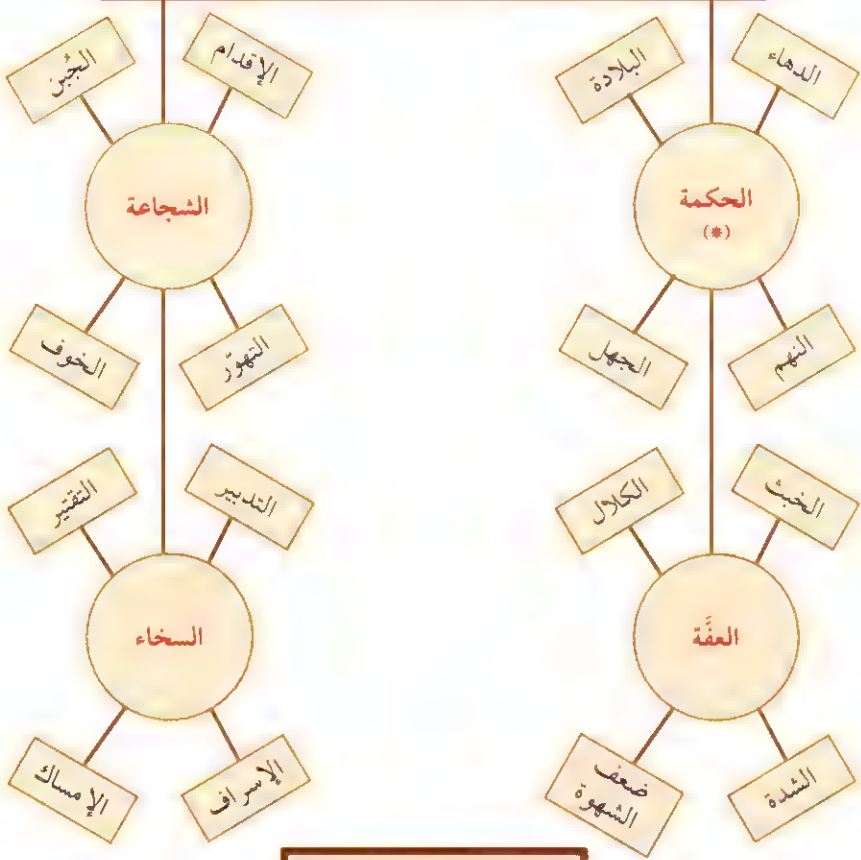 الدهاء
البلادة
الحكمة
(*)
النهم
الجهل
الإقدام
الجُبن
الشجاعة
التهوّر
الخوف
الخبث
الكلال
العفَّة
الشدة
ضعف
الشهوة
التدبير
التقتير
السخاء
الإسراف
الإمساك